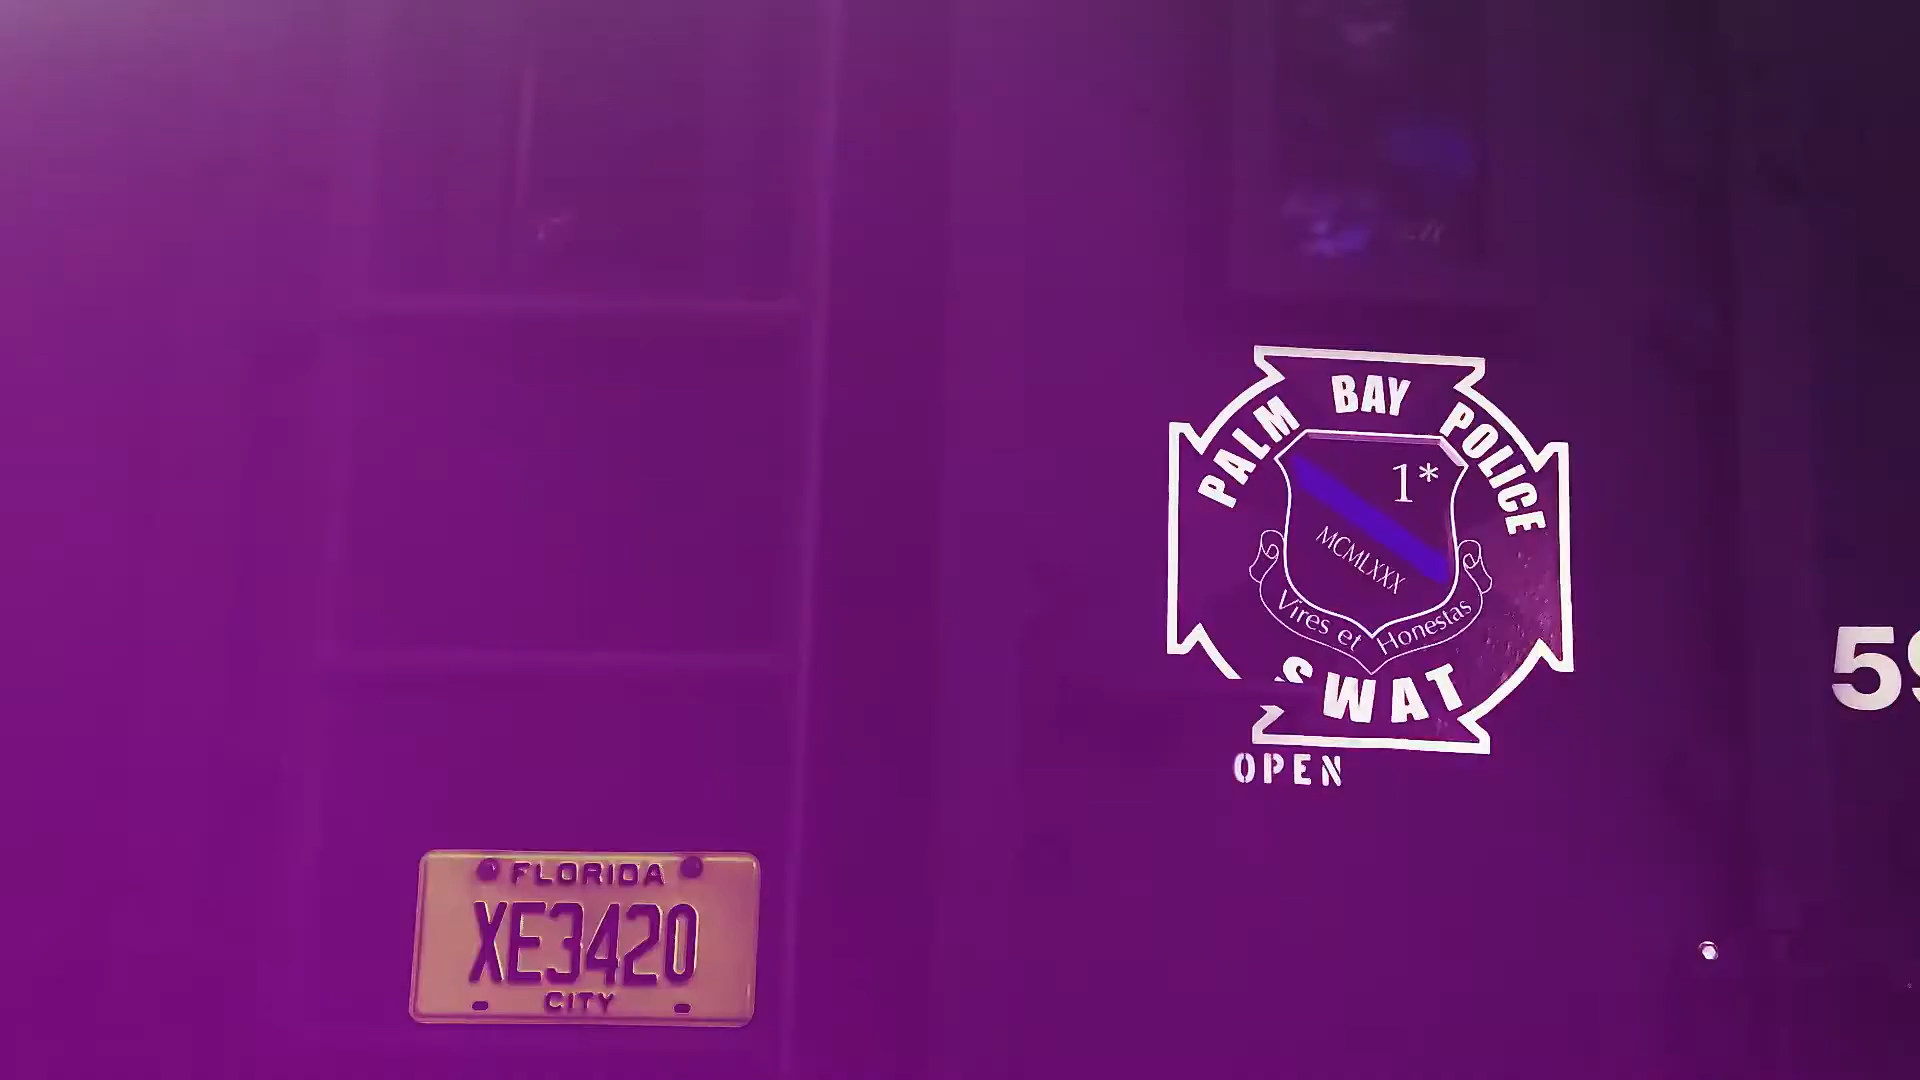 PALM BAY POLICE
1*
MCMLXXX
Vires et Honestas
SWAT
OPEN
FLORIDA
XE3420
CITY